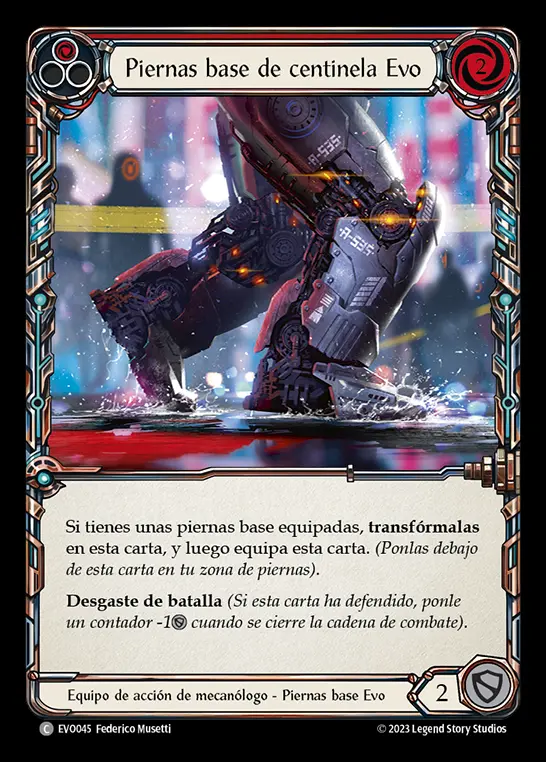 Piernas base de centinela Evo
2
A-535
A-535
Si tienes unas piernas base equipadas, transfórmalas
en esta carta, y luego equipa esta carta. (Ponlas debajo
de esta carta en tu zona de piernas).
Desgaste de batalla (Si esta carta ha defendido, ponle
un contador -1 cuando se cierre la cadena de combate).
Equipo de acción de mecanólogo - Piernas base Evo
2
C EVO045 Federico Musetti
© 2023 Legend Story Studios